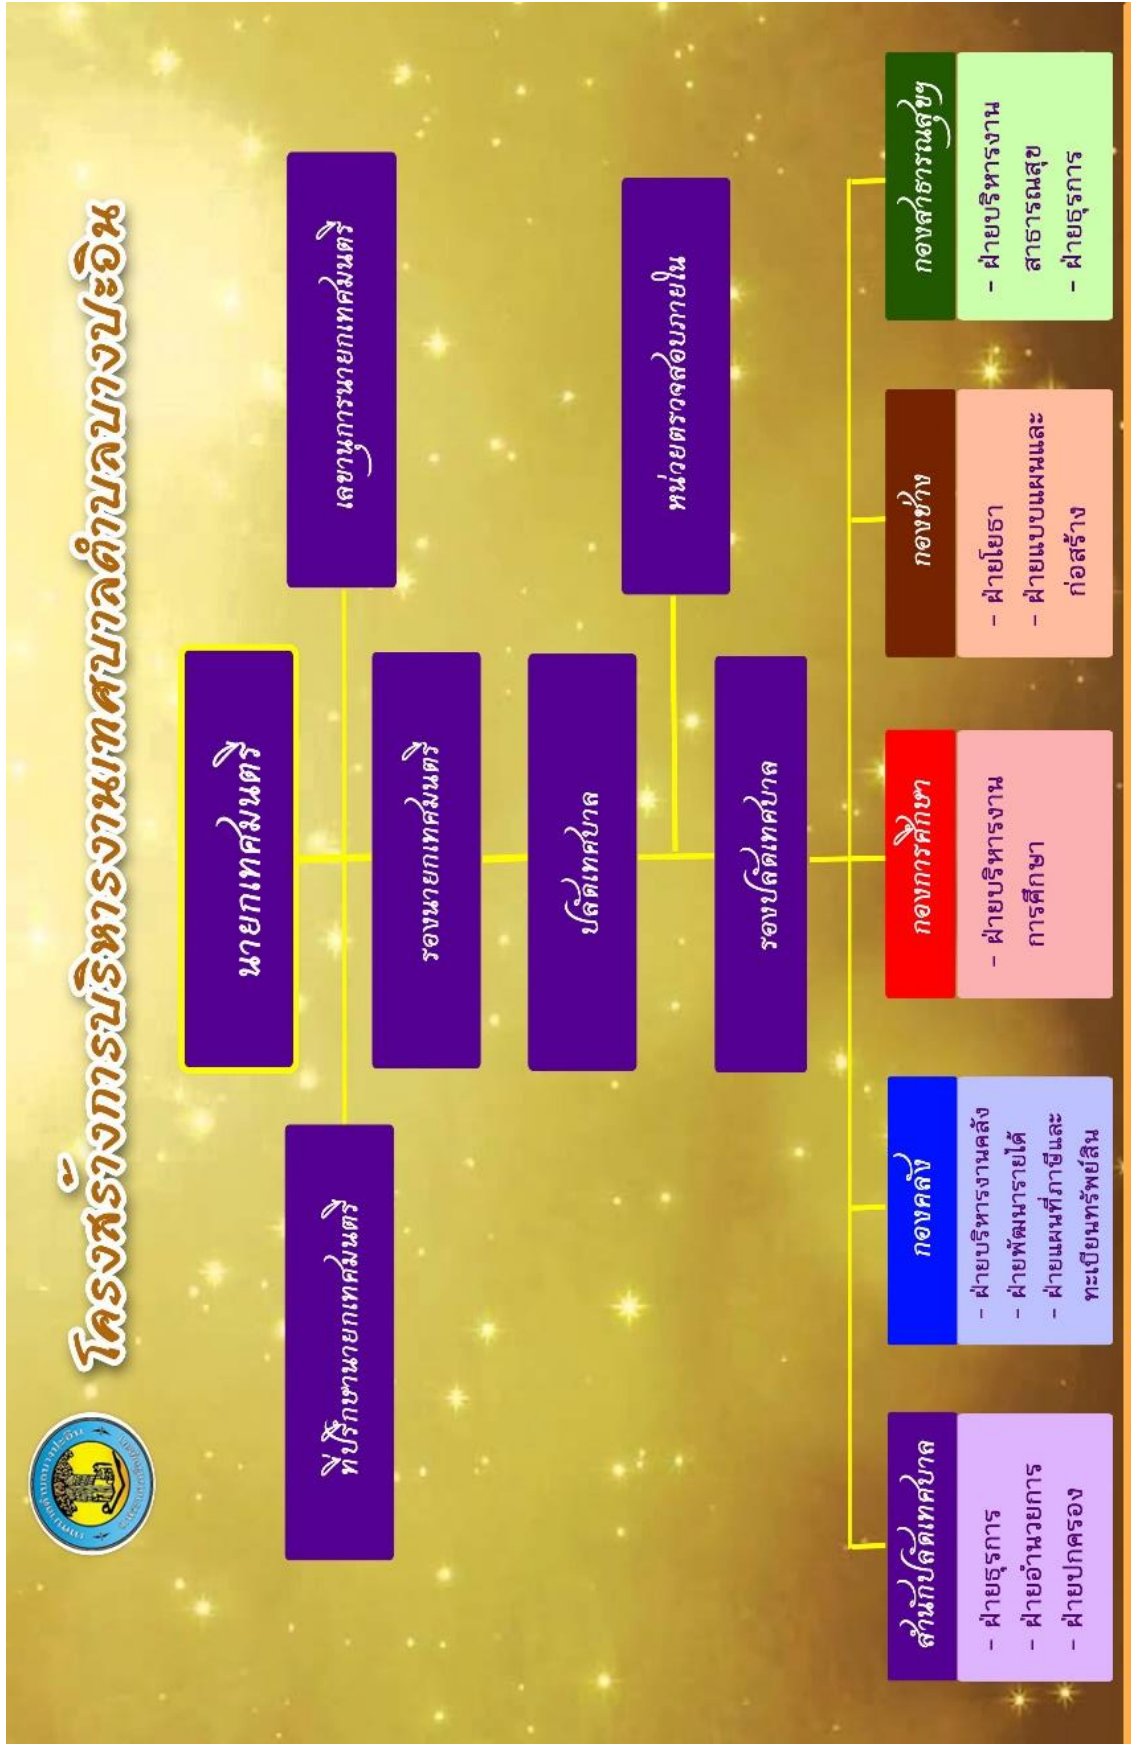 โครงสร้างการบริหารงานเทศบาลตำบลบางปะอิน
นายกเทศมนตรี
ที่ปรึกษานายกเทศมนตรี
เลขานุการนายกเทศมนตรี
รองนายกเทศมนตรี
ปลัดเทศบาล
หน่วยตรวจสอบภายใน
รองปลัดเทศบาล
สำนักปลัดเทศบาล
- ฝ่ายธุรการ
- ฝ่ายอำนวยการ
- ฝ่ายปกครอง
กองคลัง
- ฝ่ายบริหารงานคลัง
- ฝ่ายพัฒนารายได้
- ฝ่ายแผนที่ภาษีและ
ทะเบียนทรัพย์สิน
กองการศึกษา
- ฝ่ายบริหารงาน
การศึกษา
กองช่าง
- ฝ่ายโยธา
- ฝ่ายแบบแผนและ
ก่อสร้าง
กองสาธารณสุขฯ
- ฝ่ายบริหารงาน
สาธารณสุข
- ฝ่ายธุรการ